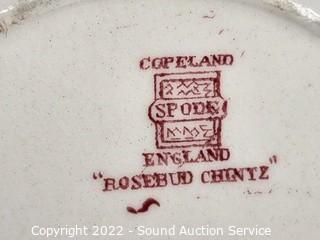 COPELAND
SPODE
ENGLAND
"ROSEBUD CHINTZ"
Copyright 2022 - Sound Auction Service